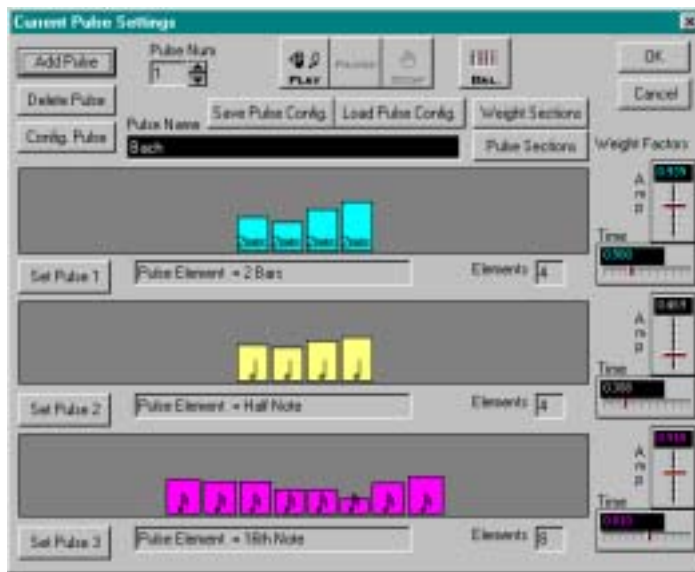 Current Pulse Settings
Add Pulse
Pulse Num
1
PLAY
BAL.
OK
Delete Pulse
Cancel
Config. Pulse
Save Pulse Config.
Load Pulse Config.
Weight Sections
Pulse Name
Bach
Pulse Sections
Weight Factors
Amp
Time
Set Pulse 1
Pulse Element = 2 Bars
Elements
4
Amp
Time
Set Pulse 2
Pulse Element = Half Note
Elements
4
Amp
Time
Set Pulse 3
Pulse Element = 16th Note
Elements
8